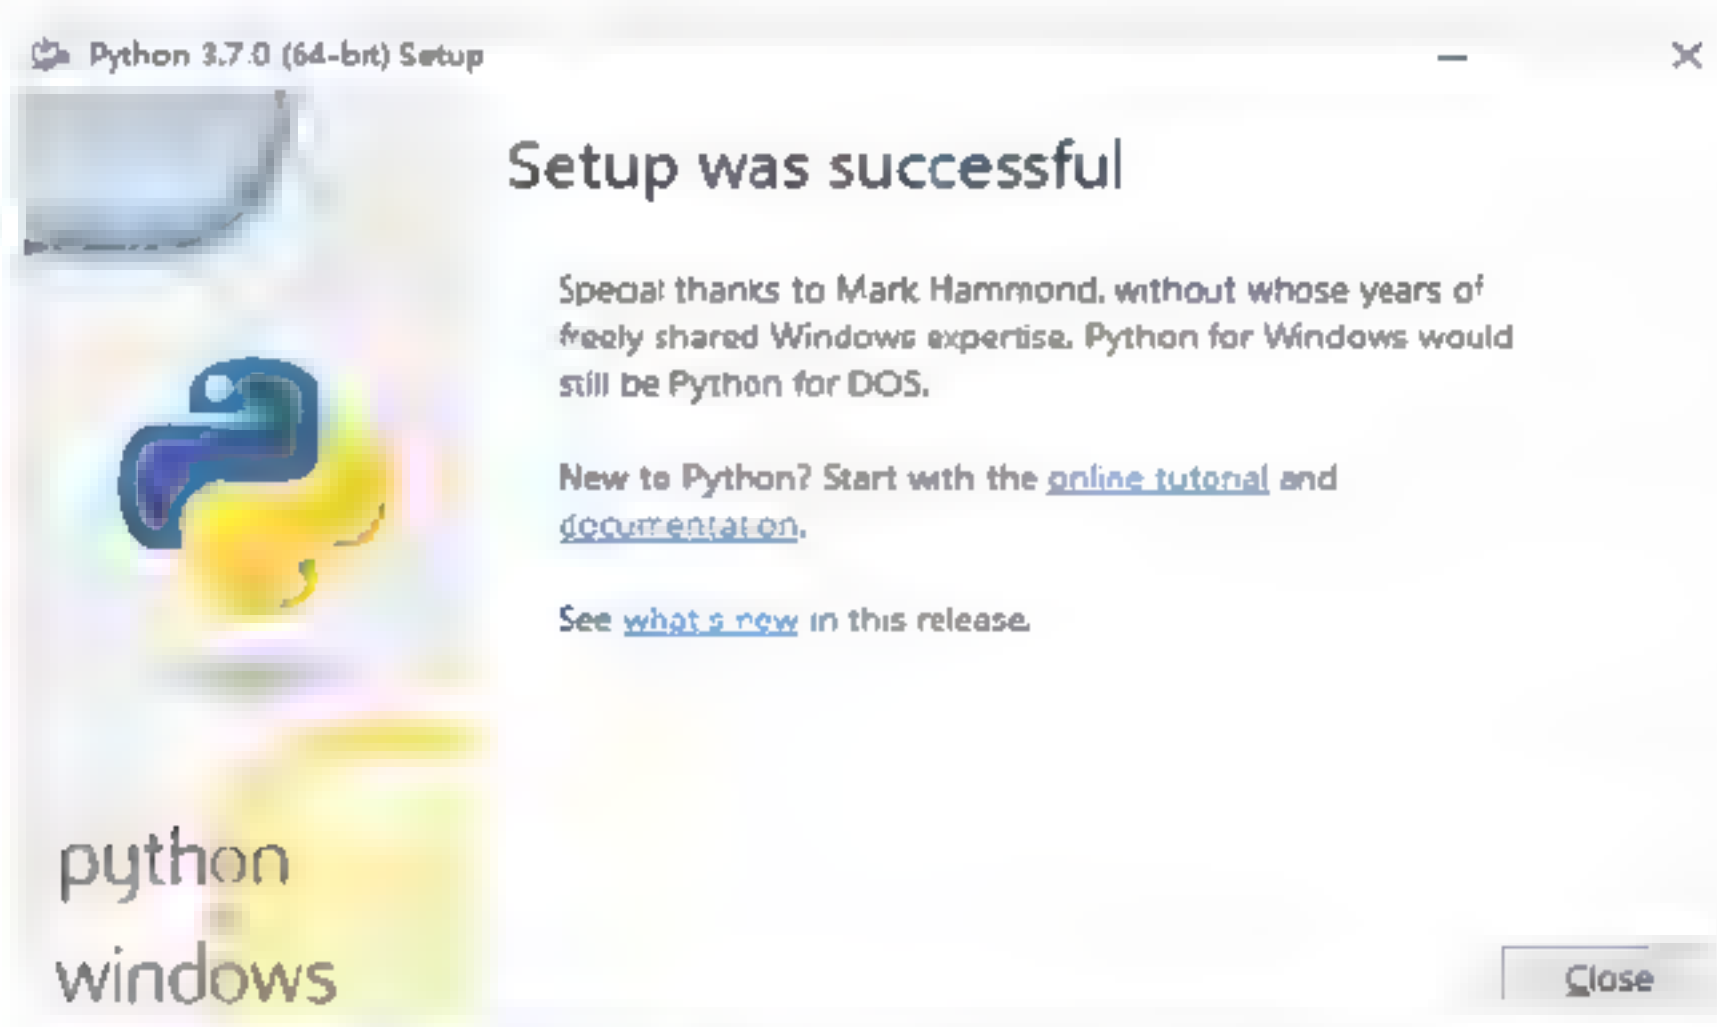 Python 3.7.0 (64-bit) Setup
Setup was successful
Special thanks to Mark Hammond, without whose years of
freely shared Windows expertise, Python for Windows would
still be Python for DOS.
New to Python? Start with the online tutorial and
documentation.
See what's new in this release.
python
windows
Close